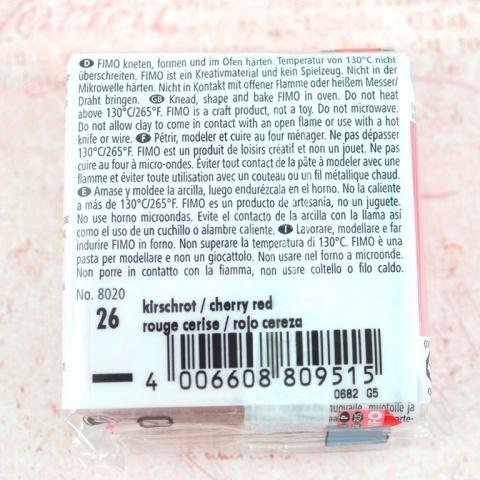 D FIMO kneten, formen und im Ofen härten. Temperatur von 130°C nicht
überschreiten. FIMO ist ein Kreativmaterial und kein Spielzeug. Nicht in der
Mikrowelle härten. Nicht in Kontakt mit offener Flamme oder heißem Messer/
Draht bringen. GB Knead, shape and bake FIMO in oven. Do not heat
above 130°C/265°F. FIMO is a craft product, not a toy. Do not microwave.
Do not allow clay to come in contact with an open flame or use with a hot
knife or wire. F Pétrir, modeler et cuire au four ménager. Ne pas dépasser
130°C/265°F. FIMO est un produit de loisirs créatif et non un jouet. Ne pas
cuire au four à micro-ondes. Éviter tout contact de la pâte à modeler avec une
flamme et éviter toute utilisation avec un couteau ou un fil métallique chaud.
E Amase y moldee la arcilla, luego endurézcala en el horno. No la caliente
a más de 130°C/265°F. FIMO es un producto de artesanía, no un juguete.
No use horno microondas. Evite el contacto de la arcilla con la llama así
como el uso de un cuchillo o alambre caliente. I Lavorare, modellare e far
indurire FIMO in forno. Non superare la temperatura di 130°C. FIMO è una
pasta per modellare e non un giocattolo. Non usare nel forno a microonde.
Non porre in contatto con la fiamma, non usare coltello o filo caldo.
No. 8020
26
kirschrot / cherry red
rouge cerise / rojo cereza
4 006608 809515
0682 G5